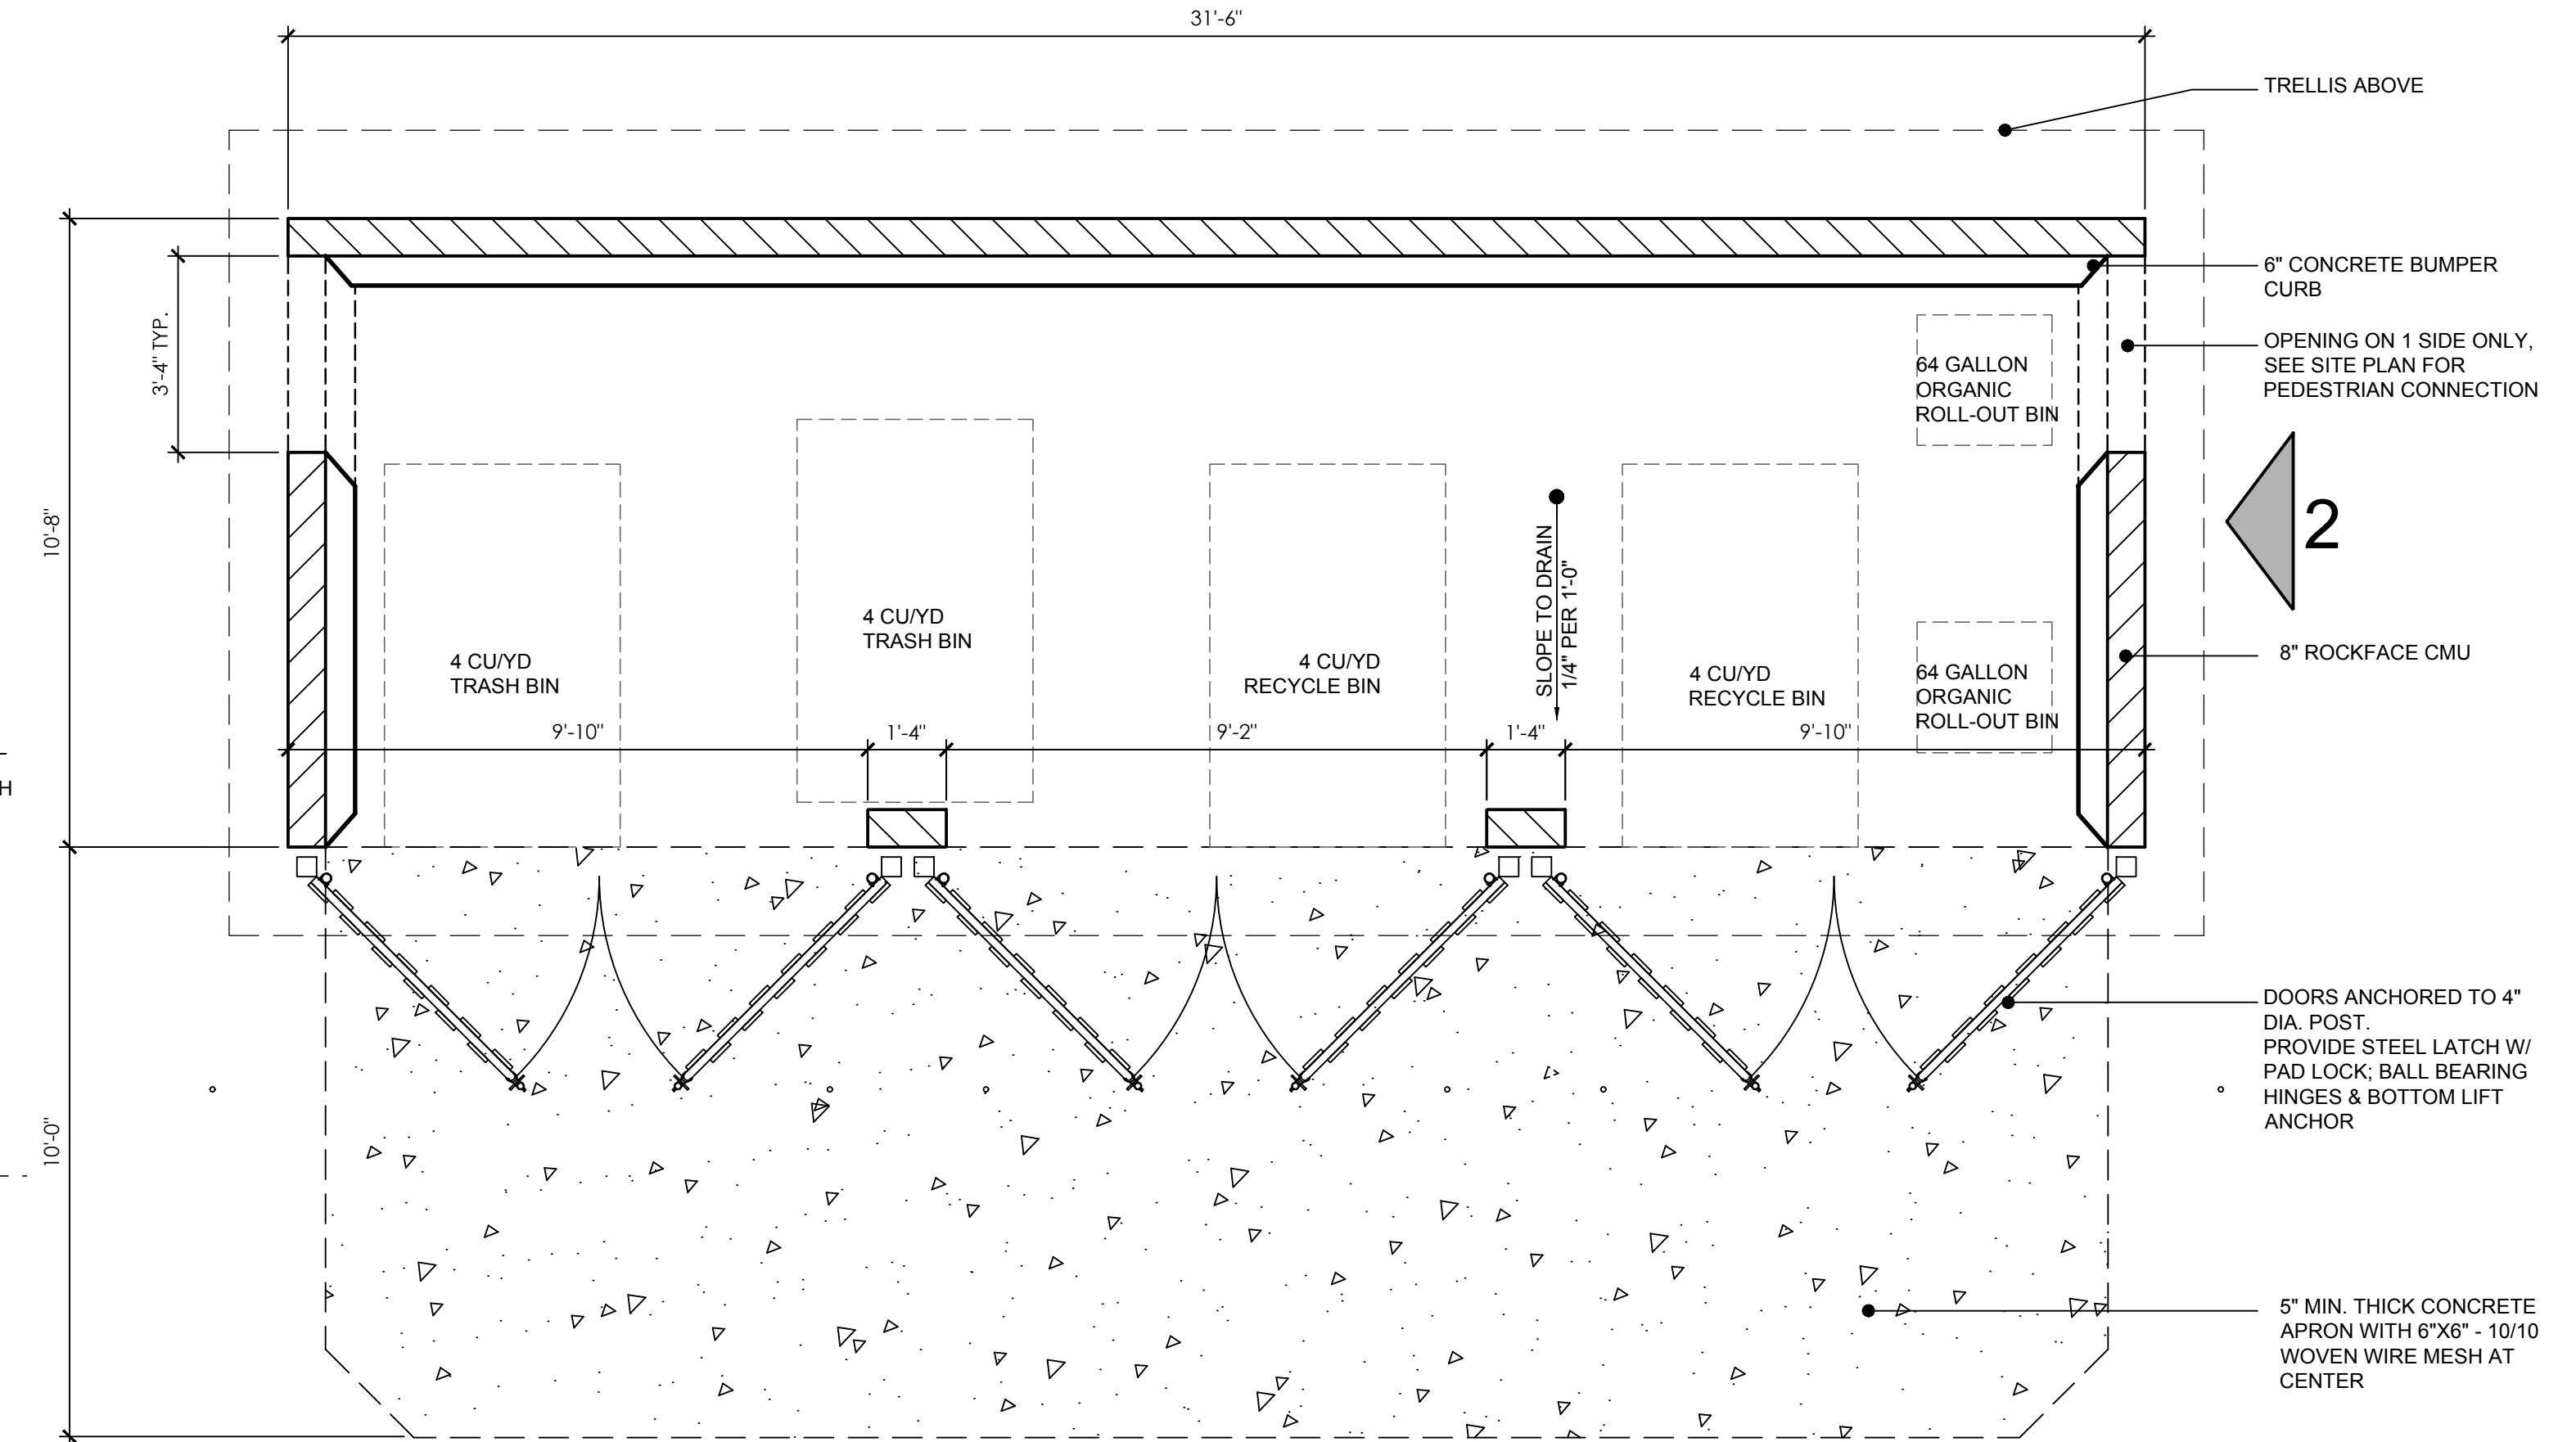 31'-6"
TRELLIS ABOVE
6" CONCRETE BUMPER
CURB
OPENING ON 1 SIDE ONLY,
SEE SITE PLAN FOR
PEDESTRIAN CONNECTION
3'-4" TYP.
64 GALLON
ORGANIC
ROLL-OUT BIN
2
10'-8"
SLOPE TO DRAIN
1/4" PER 1'-0"
4 CU/YD
TRASH BIN
4 CU/YD
TRASH BIN
4 CU/YD
RECYCLE BIN
4 CU/YD
RECYCLE BIN
64 GALLON
ORGANIC
ROLL-OUT BIN
8" ROCKFACE CMU
9'-10"
1'-4"
9'-2"
1'-4"
9'-10"
H
DOORS ANCHORED TO 4"
DIA. POST.
PROVIDE STEEL LATCH W/
PAD LOCK; BALL BEARING
HINGES & BOTTOM LIFT
ANCHOR
10'-0"
5" MIN. THICK CONCRETE
APRON WITH 6"X6" - 10/10
WOVEN WIRE MESH AT
CENTER